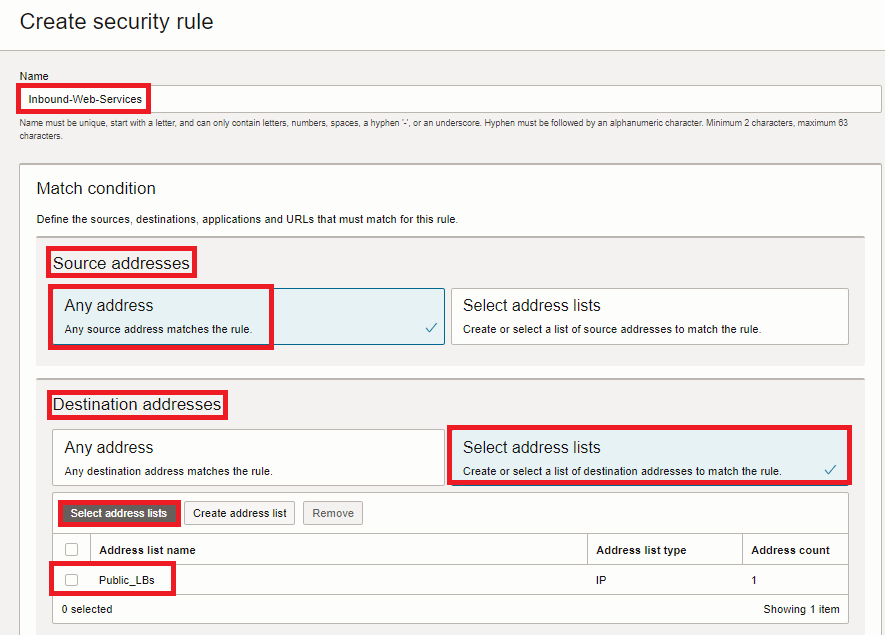 Create security rule
Name
Inbound-Web-Services
Name must be unique, start with a letter, and can only contain letters, numbers, spaces, a hyphen '-', or an underscore. Hyphen must be followed by an alphanumeric character. Minimum 2 characters, maximum 63
characters.
Match condition
Define the sources, destinations, applications and URLs that must match for this rule.
Source addresses
Any address
Any source address matches the rule.
Select address lists
Create or select a list of source addresses to match the rule.
Destination addresses
Any address
Any destination address matches the rule.
Select address lists
Create or select a list of destination addresses to match the rule.
Select address lists Create address list Remove
Address list name Address list type Address count
Public_LBs IP 1
0 selected Showing 1 item